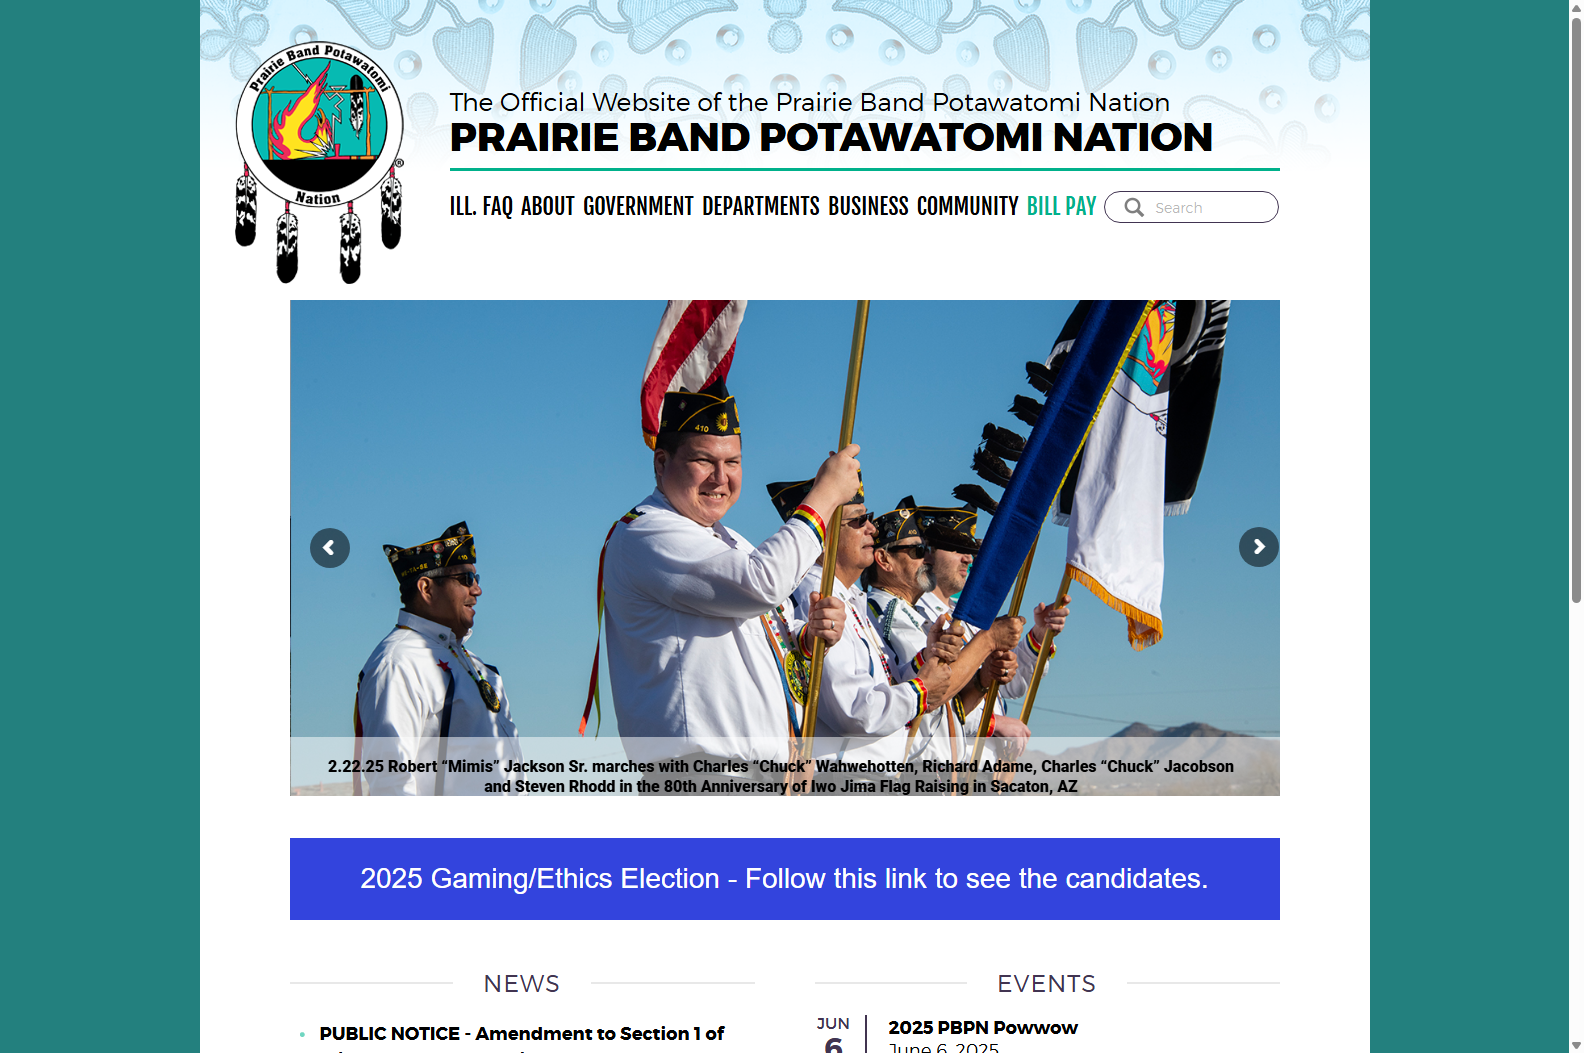 Prairie Band Potawatomi
Nation
®
The Official Website of the Prairie Band Potawatomi Nation
PRAIRIE BAND POTAWATOMI NATION
ILL. FAQ ABOUT GOVERNMENT DEPARTMENTS BUSINESS COMMUNITY BILL PAY Search
410
410
410
2.22.25 Robert “Mimis” Jackson Sr. marches with Charles “Chuck” Wahwehotten, Richard Adame, Charles “Chuck” Jacobson
and Steven Rhodd in the 80th Anniversary of Iwo Jima Flag Raising in Sacaton, AZ
2025 Gaming/Ethics Election - Follow this link to see the candidates.
NEWS
PUBLIC NOTICE - Amendment to Section 1 of
EVENTS
JUN
6
2025 PBPN Powwow
June 6, 2025